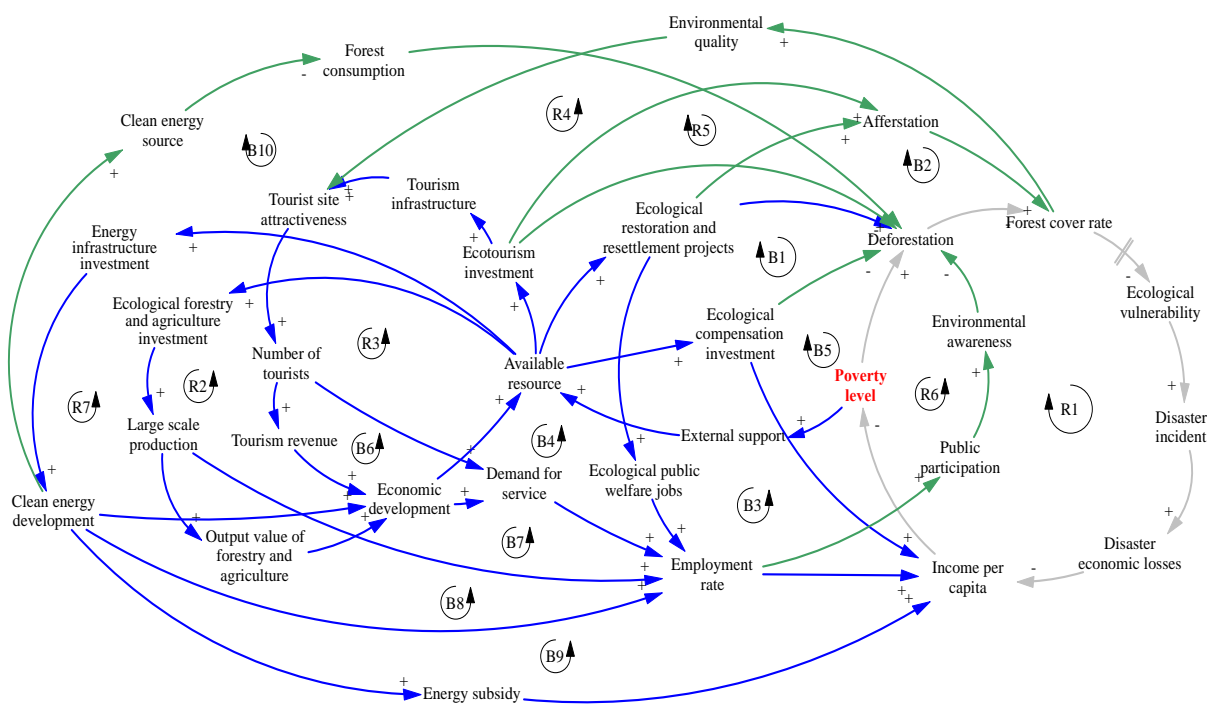 Environmental
quality
+
Forest
consumption
-
Clean energy
source
+
B10
R4
R5
Afferstation
+
+
B2
Tourism
infrastructure
+
+
Tourist site
attractiveness
Ecological
restoration and
resettlement projects
Forest cover rate
+
-
Deforestation
-
+
-
-
Energy
infrastructure
investment
+
Ecotourism
investment
+
B1
-
Ecological
vulnerability
Ecological forestry
and agriculture
investment
+
+
+
Ecological
compensation
investment
+
Environmental
awareness
+
R3
Number of
tourists
B5
Available
resource
+
Poverty
level
-
R7
R2
+
+
R6
R1
+
Disaster
incident
Large scale
production
Tourism revenue
B6
B4
External support
+
+
Public
participation
+
+
Clean energy
development
+
+
+
+
+
Economic
development
+
Demand for
service
+
Ecological public
welfare jobs
B3
+
+
Output value of
forestry and
agriculture
B7
+
+
+
Disaster
economic losses
-
Employment
rate
+
+
Income per
capita
+
+
+
B8
B9
+
Energy subsidy